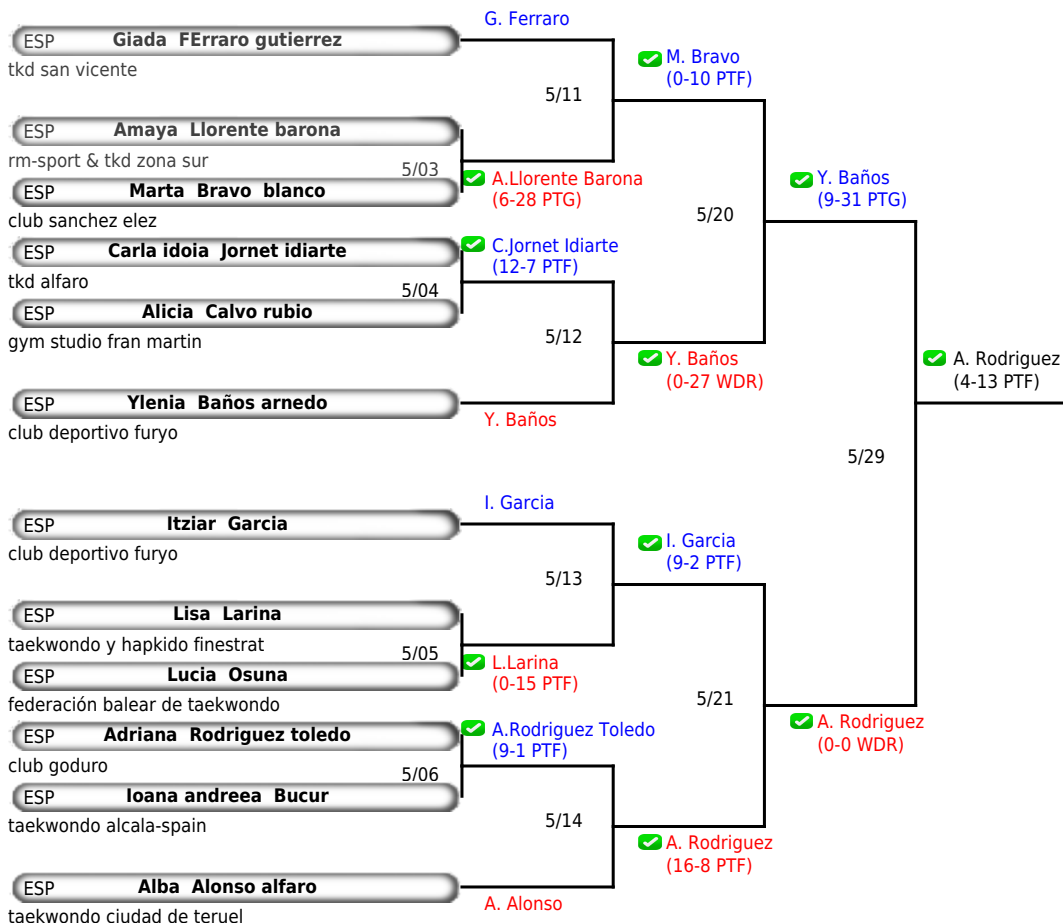 G. Ferraro
ESP Giada FErraro gutierrez
tkd san vicente
M. Bravo
(0-10 PTF)
5/11
ESP Amaya Llorente barona
rm-sport & tkd zona sur
5/03
A.Llorente Barona
(6-28 PTG)
ESP Marta Bravo blanco
club sanchez elez
Y. Baños
(9-31 PTG)
5/20
ESP Carla idoia Jornet idiarte
tkd alfaro
C.Jornet Idiarte
(12-7 PTF)
5/04
ESP Alicia Calvo rubio
gym studio fran martin
5/12
Y. Baños
(0-27 WDR)
A. Rodriguez
(4-13 PTF)
ESP Ylenia Baños arnedo
club deportivo furyo
Y. Baños
5/29
I. Garcia
ESP Itziar Garcia
club deportivo furyo
I. Garcia
(9-2 PTF)
5/13
ESP Lisa Larina
taekwondo y hapkido finestrat
5/05
L.Larina
(0-15 PTF)
ESP Lucia Osuna
federación balear de taekwondo
5/21
A. Rodriguez
(0-0 WDR)
ESP Adriana Rodriguez toledo
club goduro
A.Rodriguez Toledo
(9-1 PTF)
5/06
ESP Ioana andreea Bucur
taekwondo alcala-spain
5/14
A. Rodriguez
(16-8 PTF)
ESP Alba Alonso alfaro
taekwondo ciudad de teruel
A. Alonso